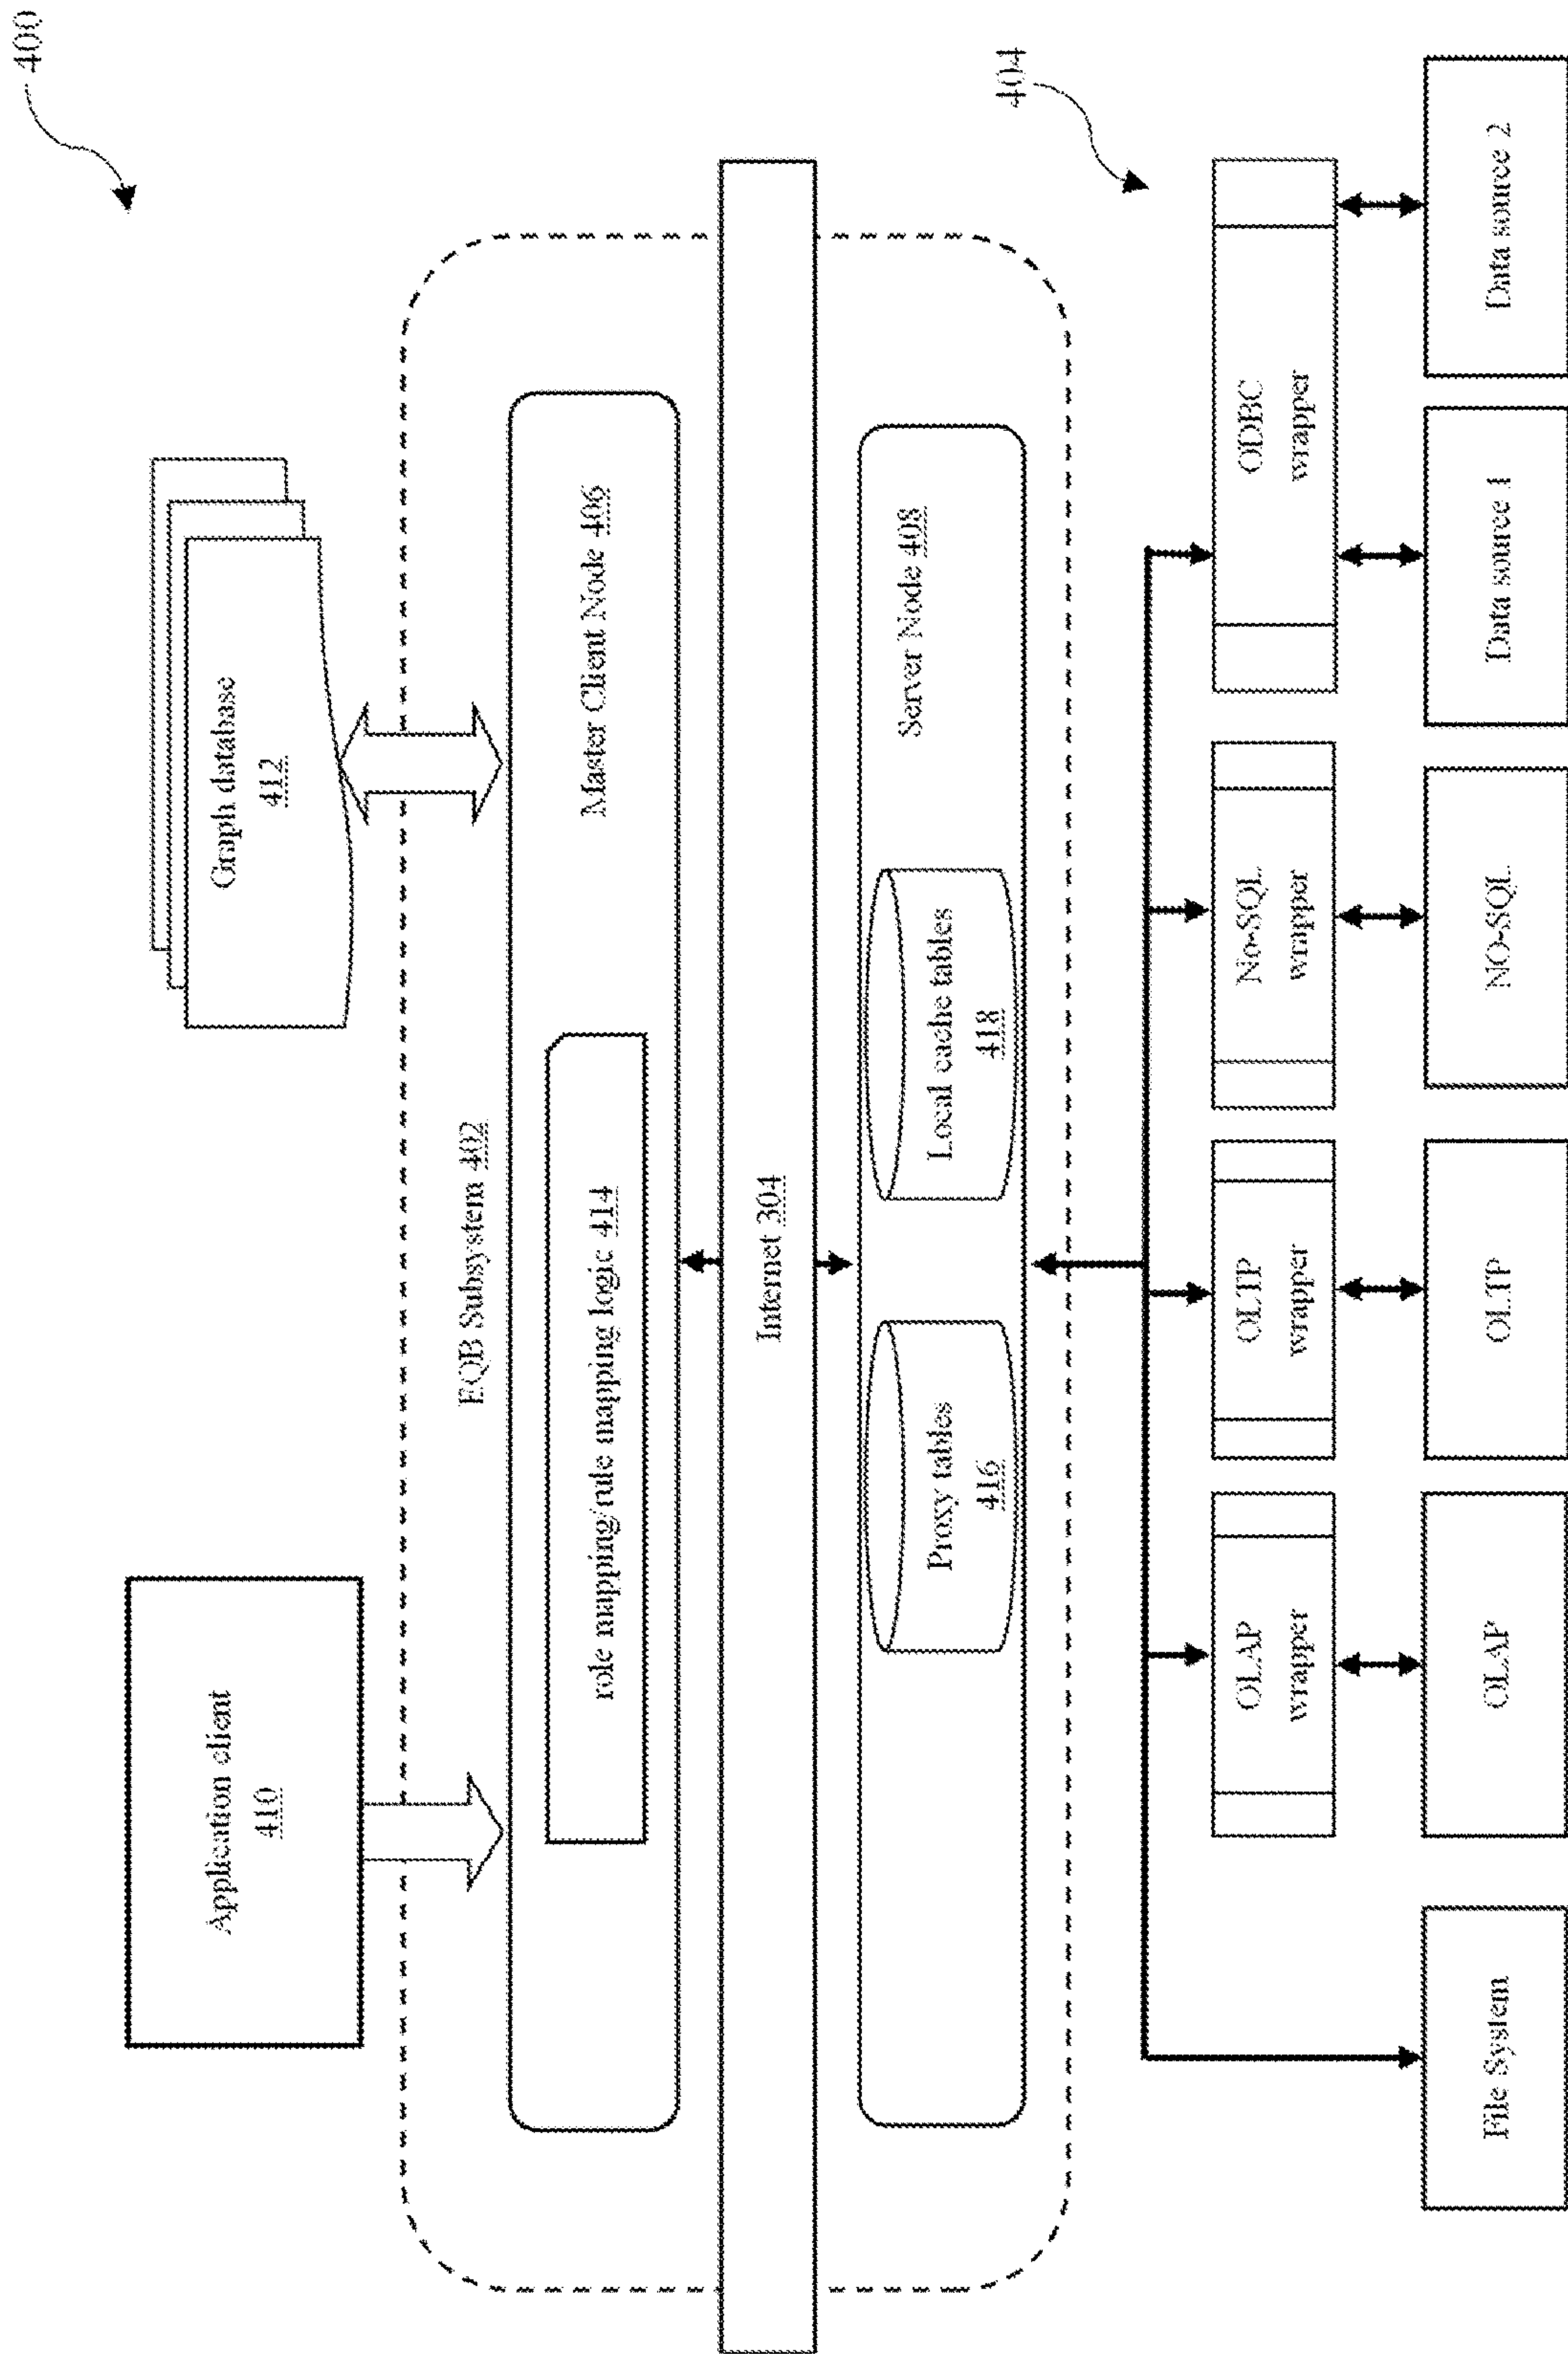 400
Application client
410
Graph database
412
EQB Subsystem 402
Master Client Node 406
role mapping/rule mapping logic 414
Internet 304
Server Node 408
Proxy tables
416
Local cache tables
418
404
OLAP
wrapper
OLTP
wrapper
No-SQL
wrapper
ODBC
wrapper
File System
OLAP
OLTP
NO-SQL
Data source 1
Data source 2